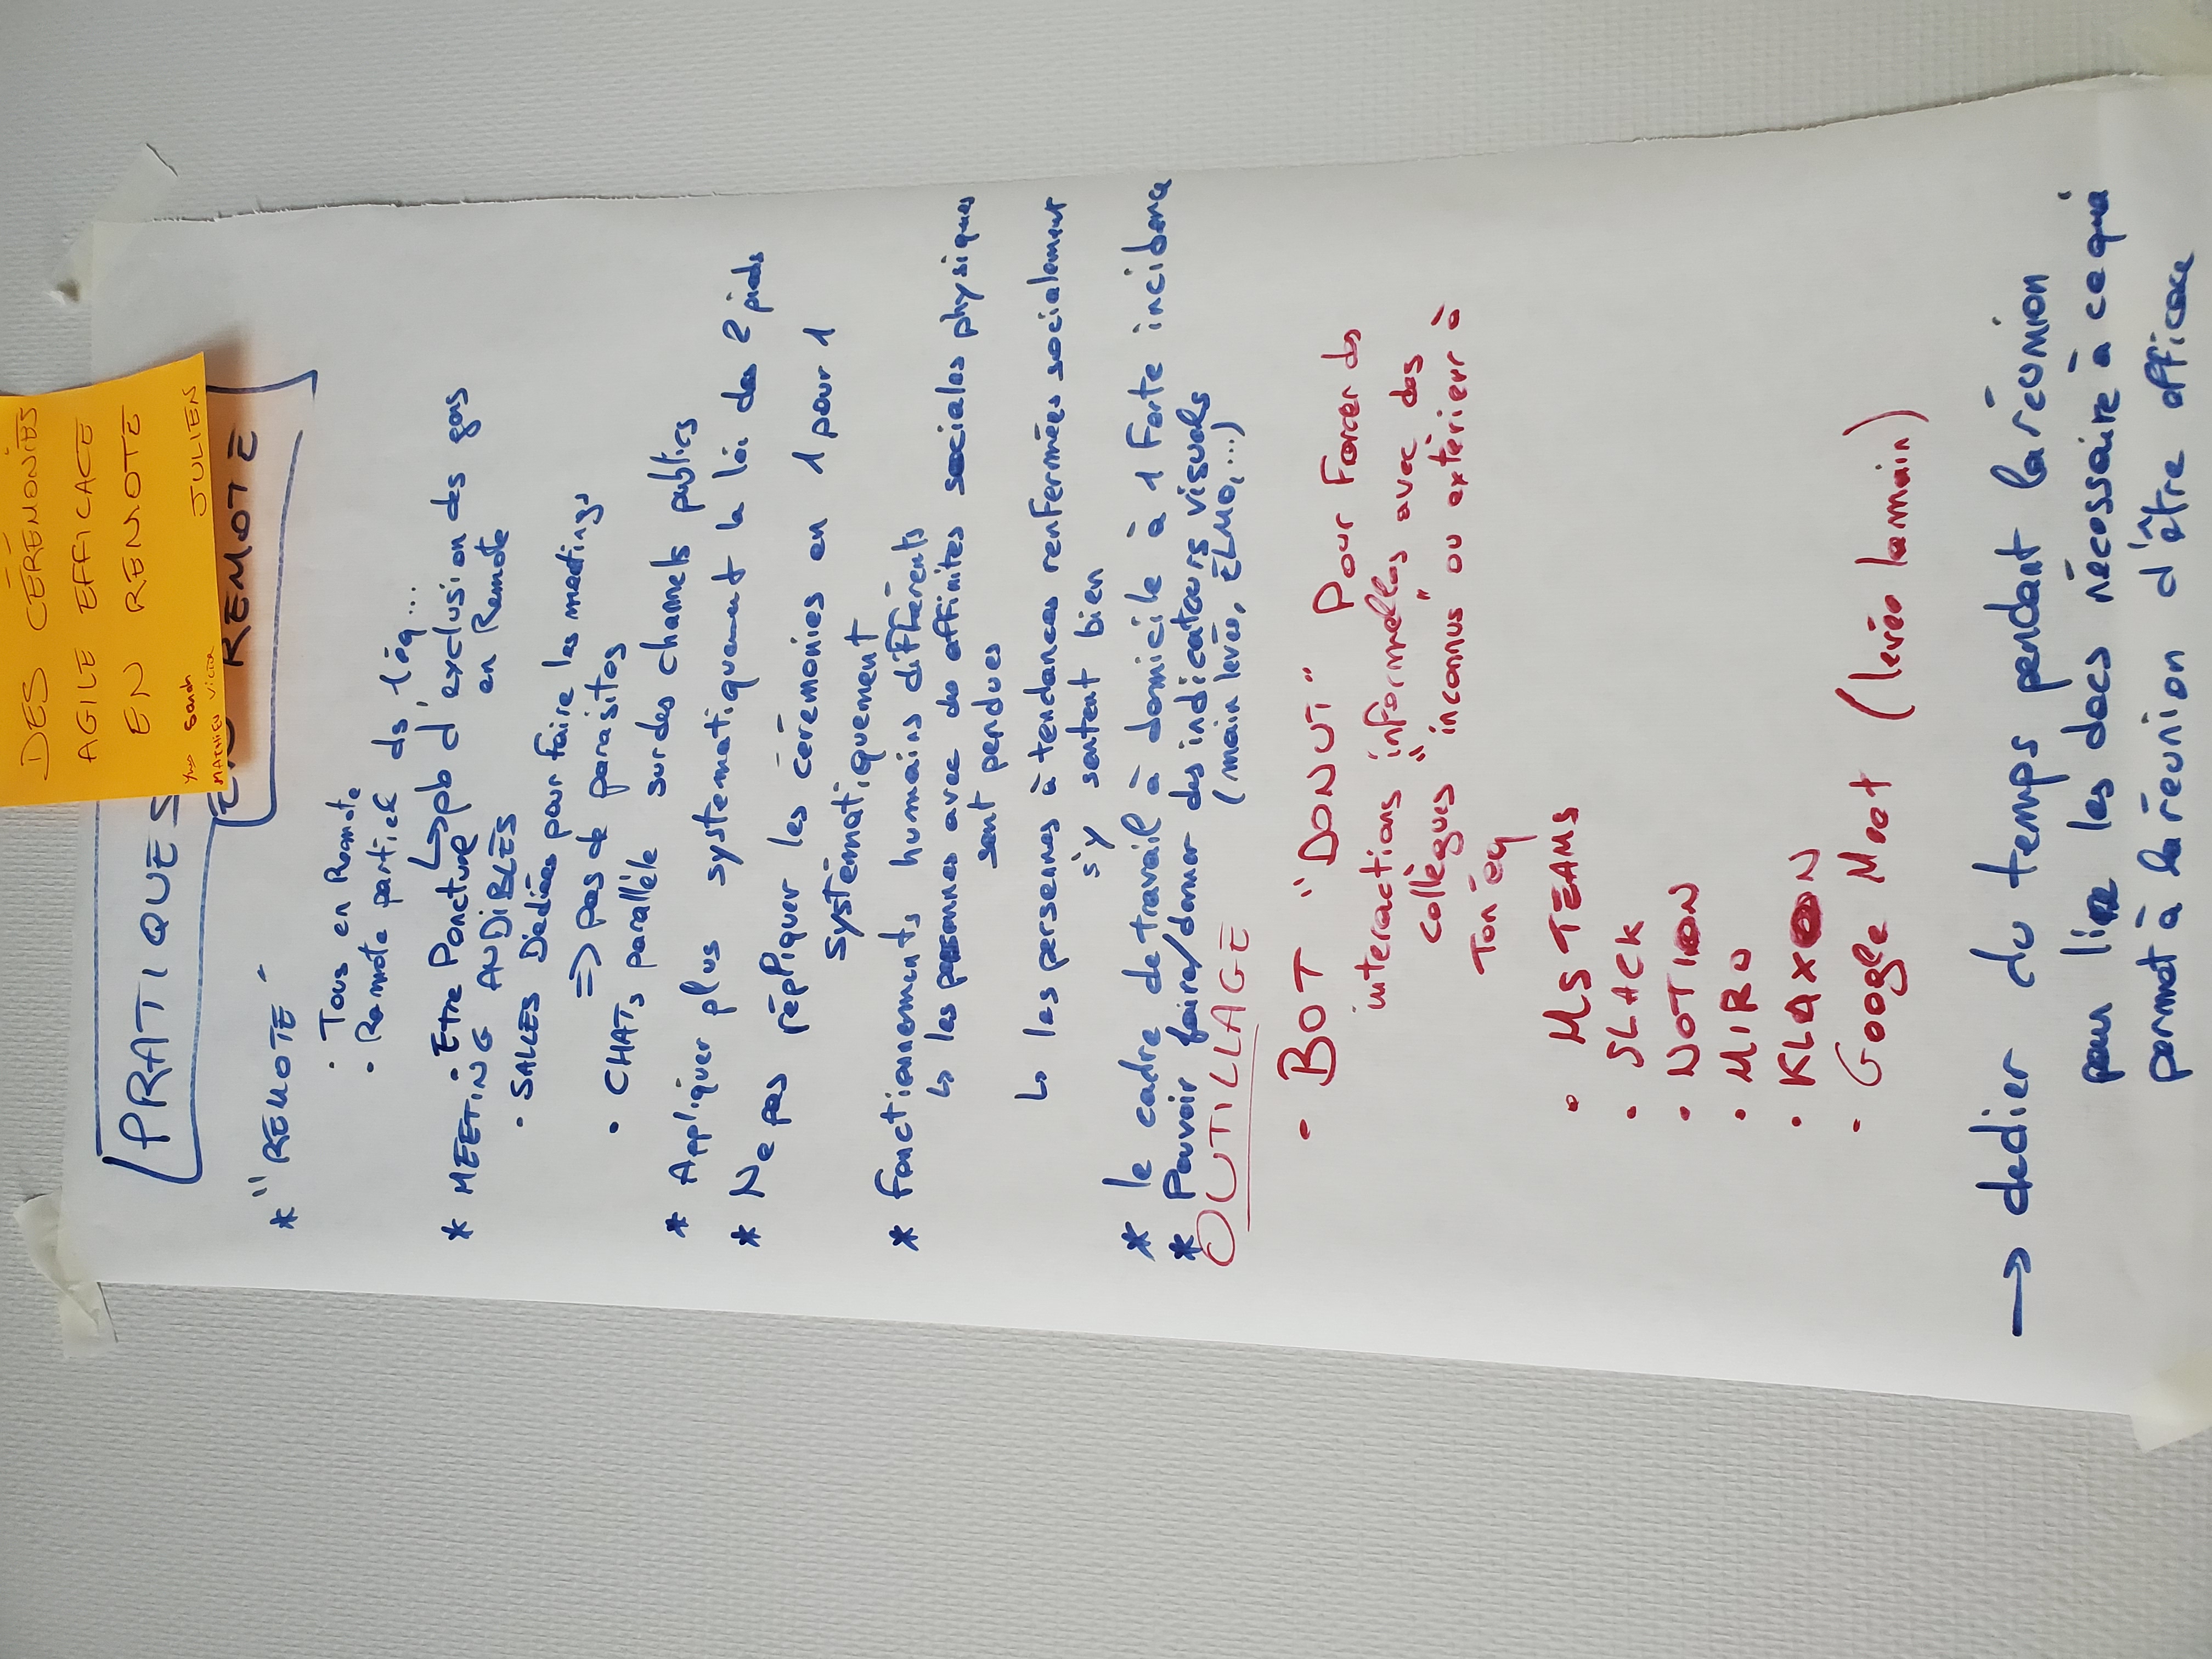 DES CÉRÉMONIES
AGILE EFFICACE
EN REMOTE
Sarah
JULIEN
MATHIEU VICTOR
PRATIQUES
EN REMOTE
* "REMOTE"
· Tous en Remote
· Remote partiel ds 1 éq...
↳ pb d'exclusion des gens
en Remote
· Etre Ponctuel
* MEETING AUDIBLES
· SALLES Dédiées pour faire les meetings
=> pas de parasites
· CHATs parallèle sur des channels publics
* Appliquer plus systematiquement la loi des 2 pieds
* Ne pas répliquer les cérémonies en 1 pour 1
systématiquement
* Fonctionnements humains différents
↳ les personnes avec des affinites sociales physiques
sont perdues
↳ les personnes à tendances renfermées socialement
s'y sentent bien
* le cadre de travail à domicile à 1 Forte incidence
* Pouvoir faire/donner des indicateurs visuels
(main levée, ELMO, ...)
OUTILLAGE
· BOT "DONUT" Pour Forcer des
interactions informelles avec des
collègues "inconnus" ou extèrieur à
Ton éq
· MS TEAMS
· SLACK
· NOTION
· MIRO
· KLAXOON
· Google Meet (levée la main)
→ dedier du temps pendant la réunion
pour lire les docs nécessaire à ce qui
permet à la réunion d'être efficace